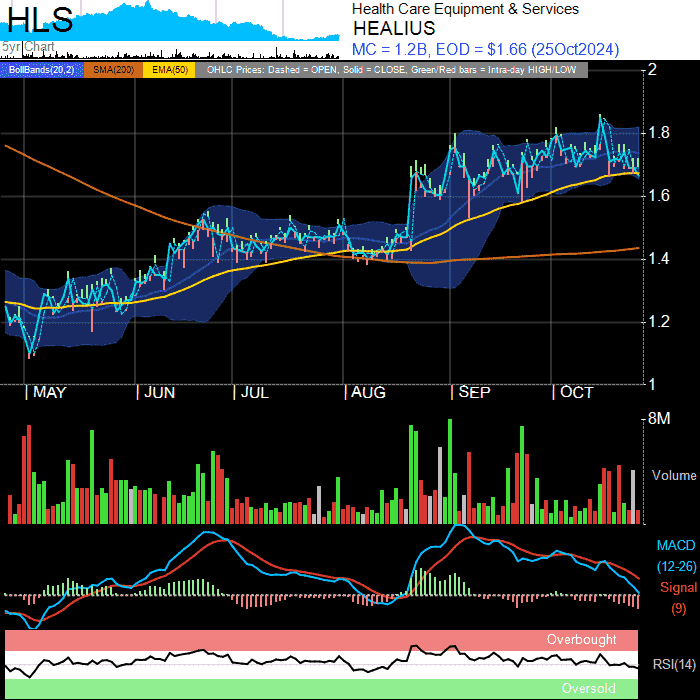 HLS
5yr Chart
Health Care Equipment & Services
HEALIUS
MC = 1.2B, EOD = $1.66 (25Oct2024)
BollBands(20,2) SMA(200) EMA(50) OHLC Prices: Dashed = OPEN, Solid = CLOSE, Green/Red bars = Intra-day HIGH/LOW
2
1.8
1.6
1.4
1.2
1
MAY JUN JUL AUG SEP OCT
8M
Volume
MACD
(12-26)
Signal
(9)
Overbought
RSI(14)
Oversold